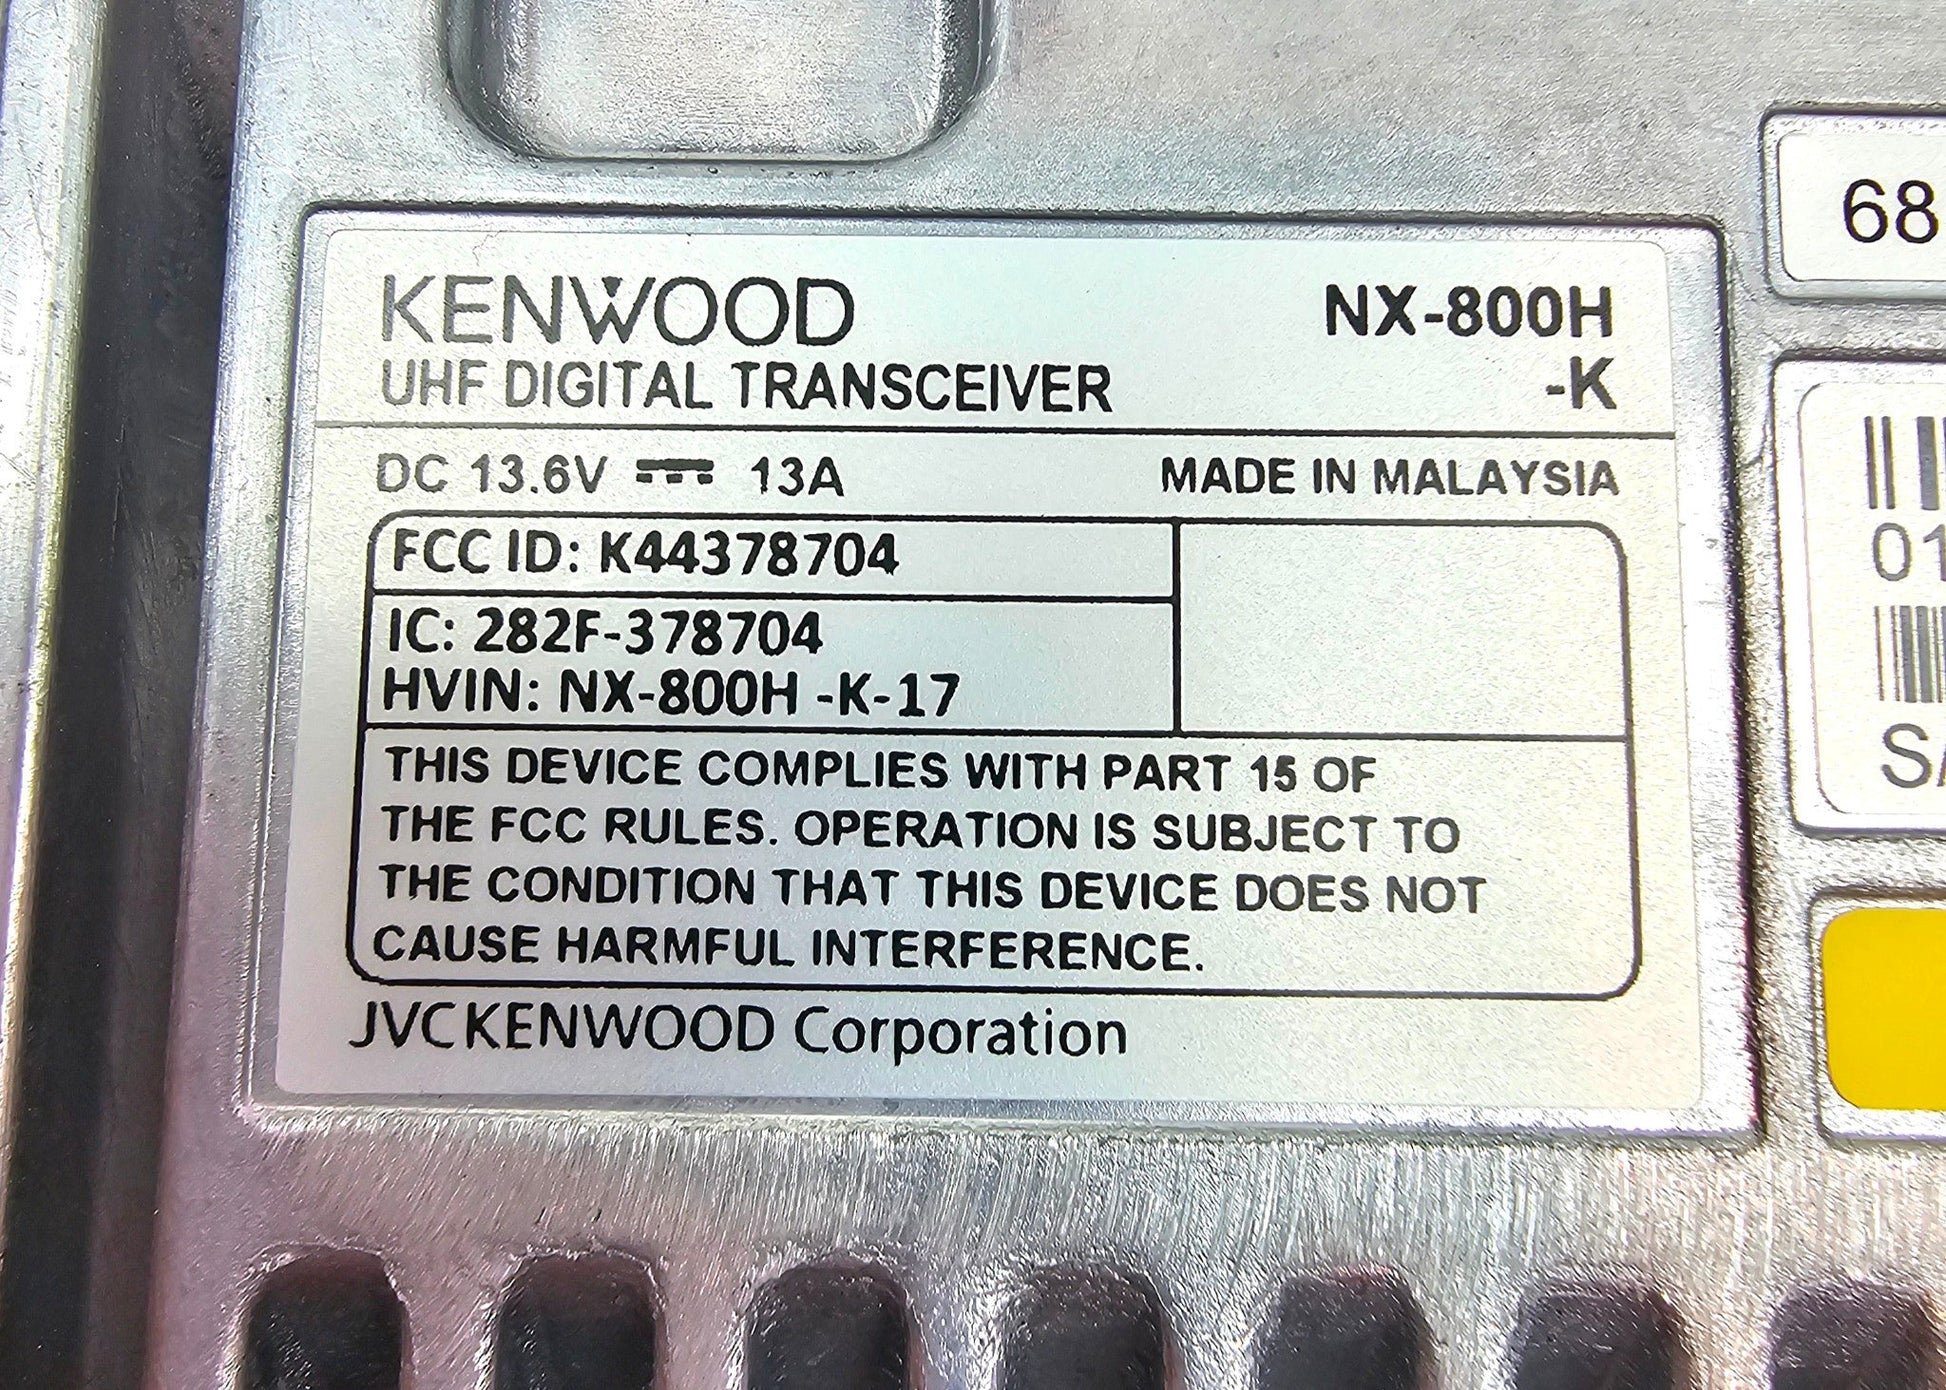 KENWOOD NX-800H
UHF DIGITAL TRANSCEIVER -K
DC 13.6V 13A MADE IN MALAYSIA
FCC ID: K44378704
IC: 282F-378704
HVIN: NX-800H -K-17
THIS DEVICE COMPLIES WITH PART 15 OF
THE FCC RULES. OPERATION IS SUBJECT TO
THE CONDITION THAT THIS DEVICE DOES NOT
CAUSE HARMFUL INTERFERENCE.
JVCKENWOOD Corporation
68
01